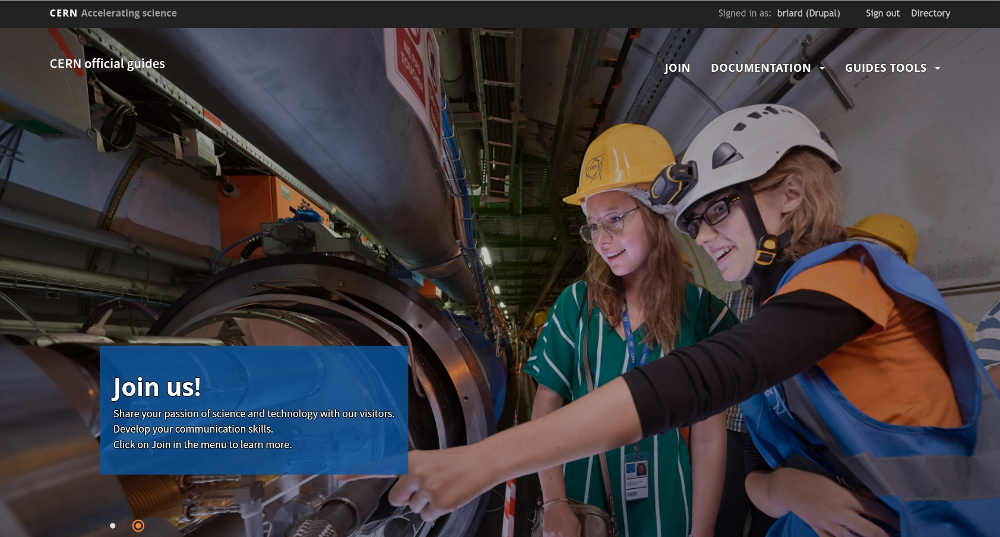 CERN Accelerating science
Signed in as: briard (Drupal) Sign out Directory
CERN official guides
JOIN DOCUMENTATION GUIDES TOOLS
CERN
Join us!
Share your passion of science and technology with our visitors.
Develop your communication skills.
Click on Join in the menu to learn more.